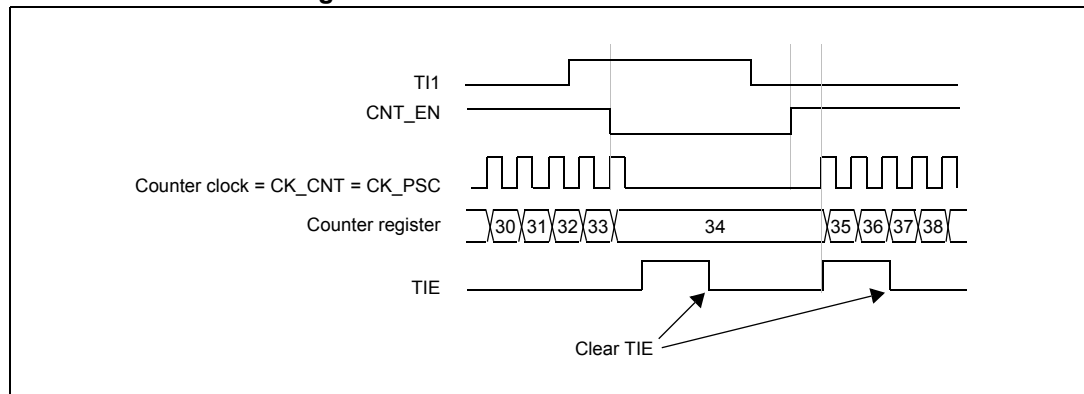 TI1
CNT_EN
Counter clock = CK_CNT = CK_PSC
Counter register 30 31 32 33 34 35 36 37 38
TIE
Clear TIE